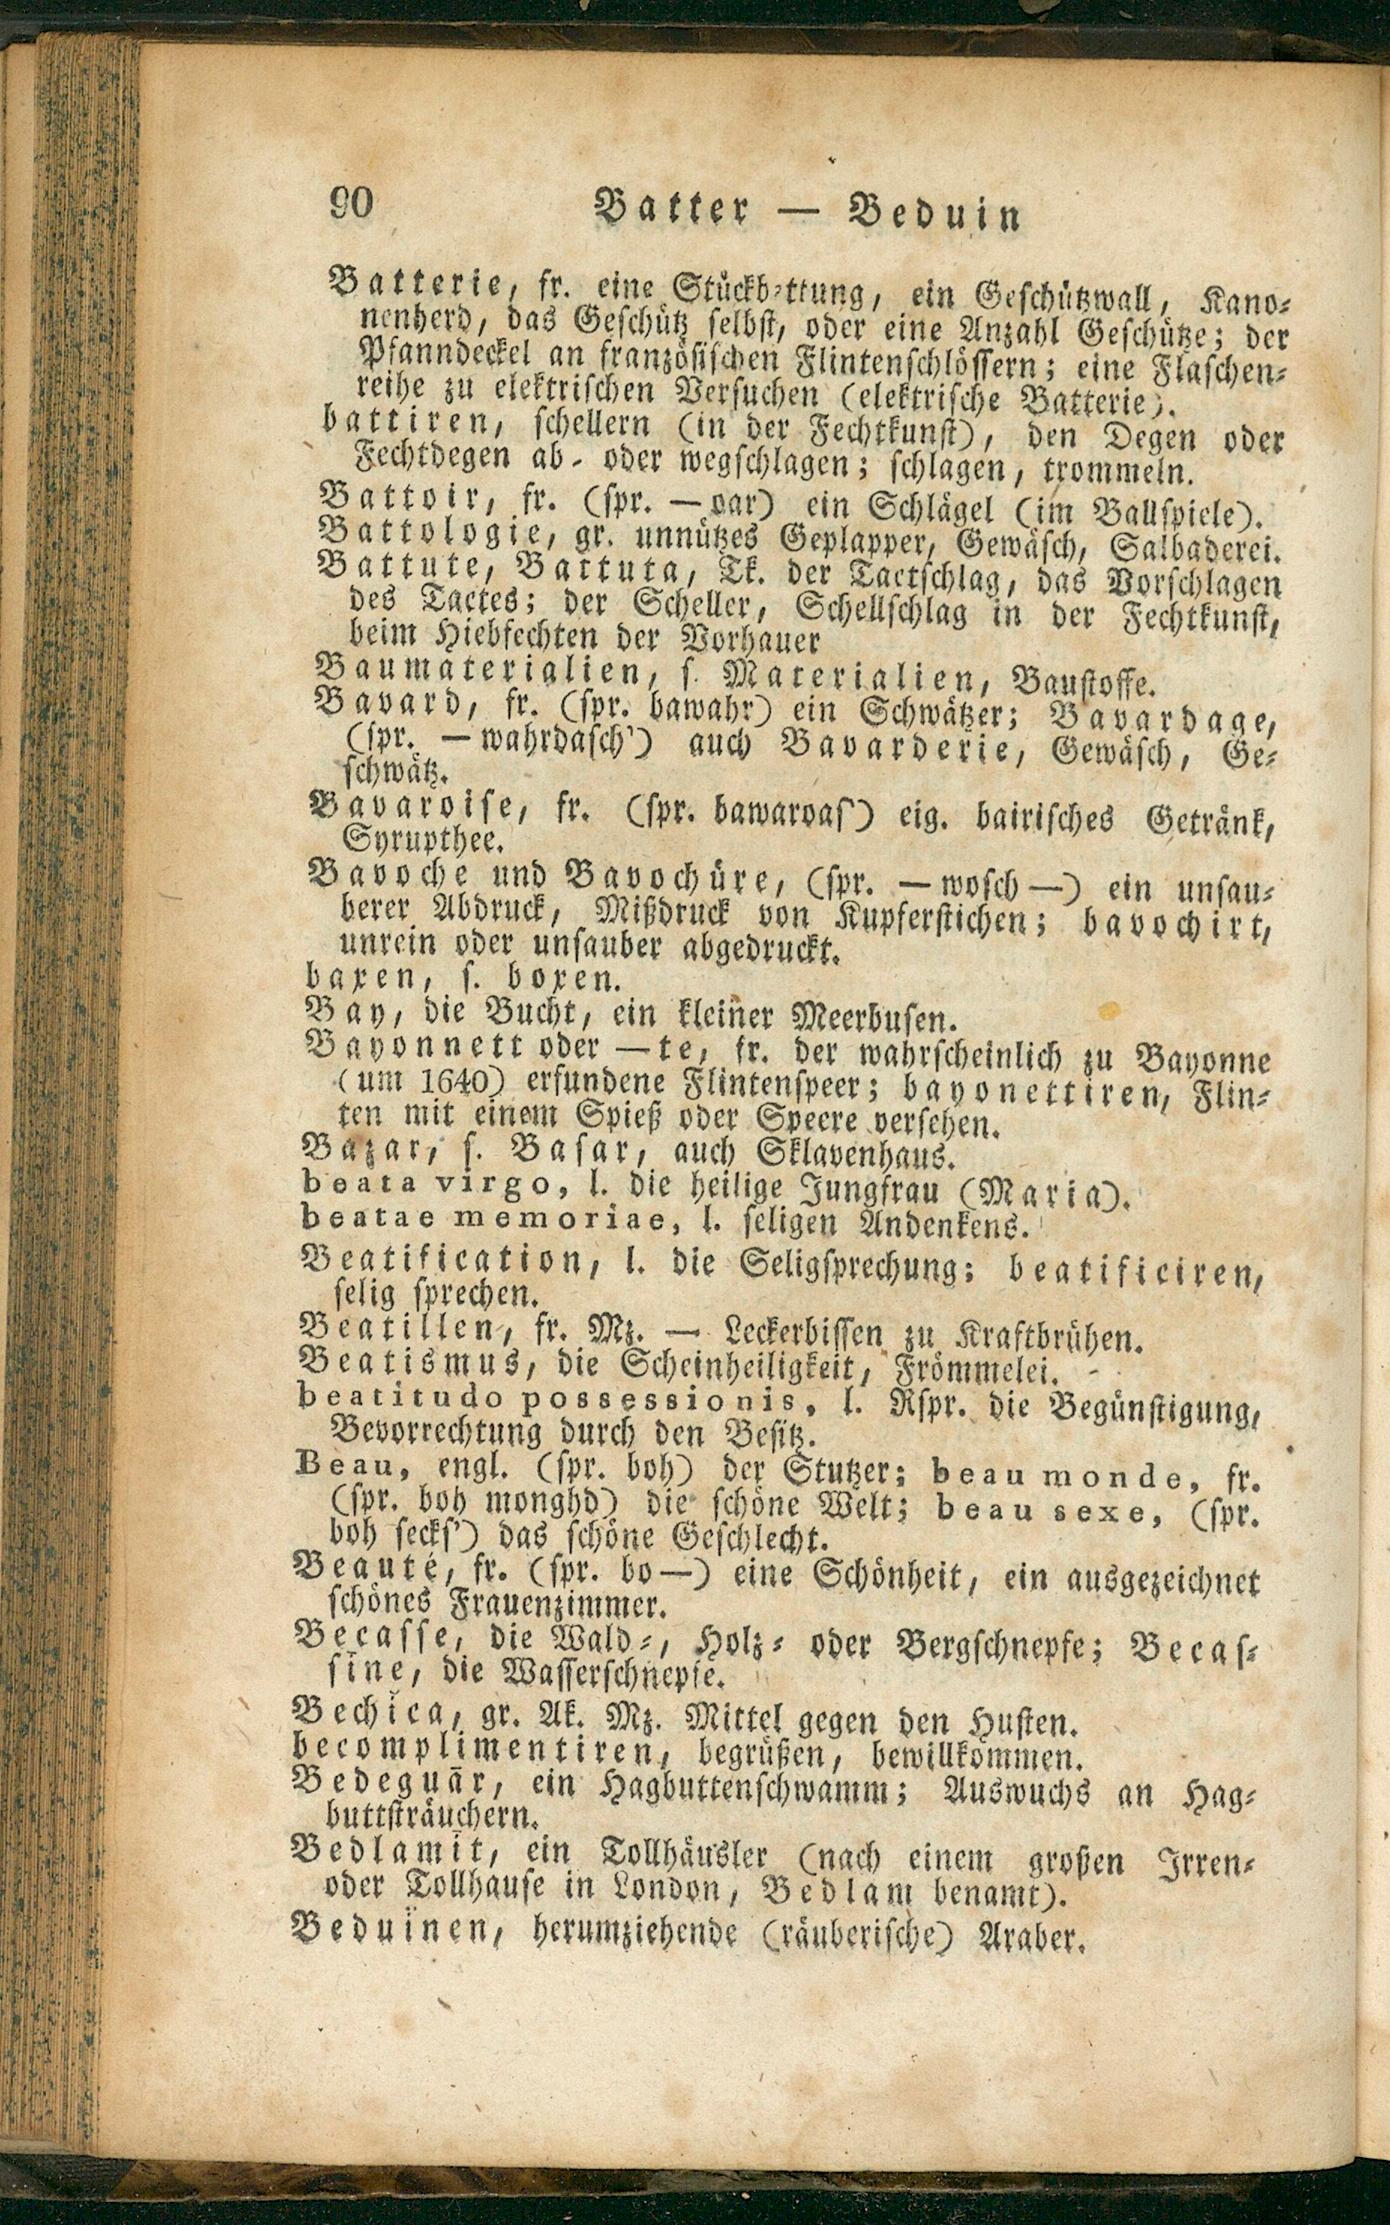 90 Batter — Beduin
Batterie, fr. eine Stückbettung, ein Geschützwall, Kano-
nenherd, das Geschütz selbst, oder eine Anzahl Geschütze; der
Pfanndeckel an französischen Flintenschlössern; eine Flaschen-
reihe zu elektrischen Versuchen (elektrische Batterie).
battiren, schellern (in der Fechtkunst), den Degen oder
Fechtdegen ab- oder wegschlagen; schlagen, trommeln.
Battoir, fr. (spr. —oar) ein Schlägel (im Ballspiele).
Battologie, gr. unnützes Geplapper, Gewäsch, Salbaderei.
Battute, Battuta, Tk. der Tactschlag, das Vorschlagen
des Tactes; der Scheller, Schellschlag in der Fechtkunst,
beim Hiebfechten der Vorhauer
Baumaterialien, s. Materialien, Baustoffe.
Bavard, fr. (spr. bawahr) ein Schwätzer; Bavardage,
(spr. —wahrdasch') auch Bavarderie, Gewäsch, Ge-
schwätz.
Bavaroise, fr. (spr. bawaroas') eig. bairisches Getränk,
Syrupthee.
Bavoche und Bavochüre, (spr. —wosch—) ein unsau-
berer Abdruck, Mißdruck von Kupferstichen; bavochirt,
unrein oder unsauber abgedruckt.
baxen, s. boxen.
Bay, die Bucht, ein kleiner Meerbusen.
Bayonnett oder —te, fr. der wahrscheinlich zu Bayonne
(um 1640) erfundene Flintenspeer; bayonettiren, Flin-
ten mit einem Spieß oder Speere versehen.
Bazar, s. Basar, auch Sklavenhaus.
beata virgo, l. die heilige Jungfrau (Maria).
beatae memoriae, l. seligen Andenkens.
Beatification, l. die Seligsprechung; beatificiren,
selig sprechen.
Beatillen, fr. Mz. — Leckerbissen zu Kraftbrühen.
Beatismus, die Scheinheiligkeit, Frömmelei.
beatitudo possessionis, l. Rspr. die Begünstigung,
Bevorrechtung durch den Besitz.
Beau, engl. (spr. boh) der Stutzer; beau monde, fr.
(spr. boh monghd) die schöne Welt; beau sexe, (spr.
boh secks') das schöne Geschlecht.
Beauté, fr. (spr. bo—) eine Schönheit, ein ausgezeichnet
schönes Frauenzimmer.
Becasse, die Wald-, Holz- oder Bergschnepfe; Becas-
sīne, die Wasserschnepfe.
Bechĭca, gr. Ak. Mz. Mittel gegen den Husten.
becomplimentiren, begrüßen, bewillkommen.
Bedeguār, ein Hagbuttenschwamm; Auswuchs an Hag-
buttsträuchern.
Bedlamīt, ein Tollhäusler (nach einem großen Irren-
oder Tollhause in London, Bedlam benamt).
Beduīnen, herumziehende (räuberische) Araber.